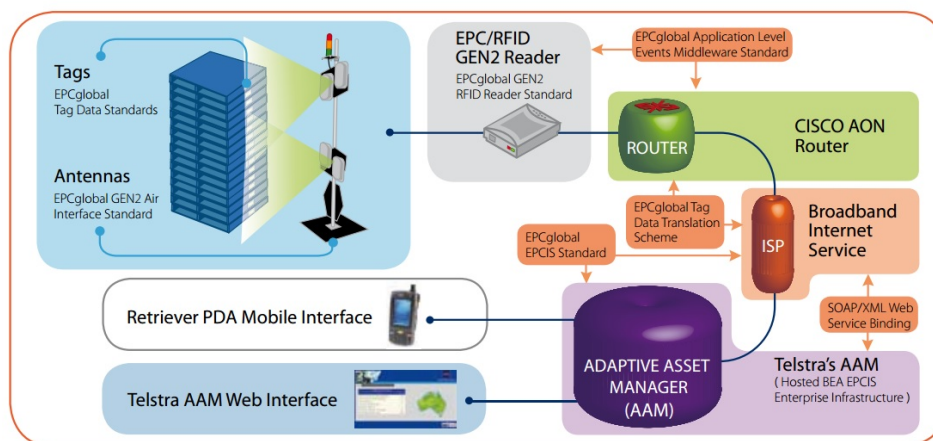 Tags
EPCglobal
Tag Data Standards
Antennas
EPCglobal GEN2 Air
Interface Standard
EPC/RFID
GEN2 Reader
EPCglobal GEN2
RFID Reader Standard
EPCglobal Application Level
Events Middleware Standard
ROUTER
CISCO AON
Router
EPCglobal Tag
Data Translation
Scheme
EPCglobal
EPCIS Standard
ISP
Broadband
Internet
Service
SOAP/XML Web
Service Binding
Retriever PDA Mobile Interface
Telstra AAM Web Interface
ADAPTIVE ASSET
MANAGER
(AAM)
Telstra's AAM
( Hosted BEA EPCIS
Enterprise Infrastructure )